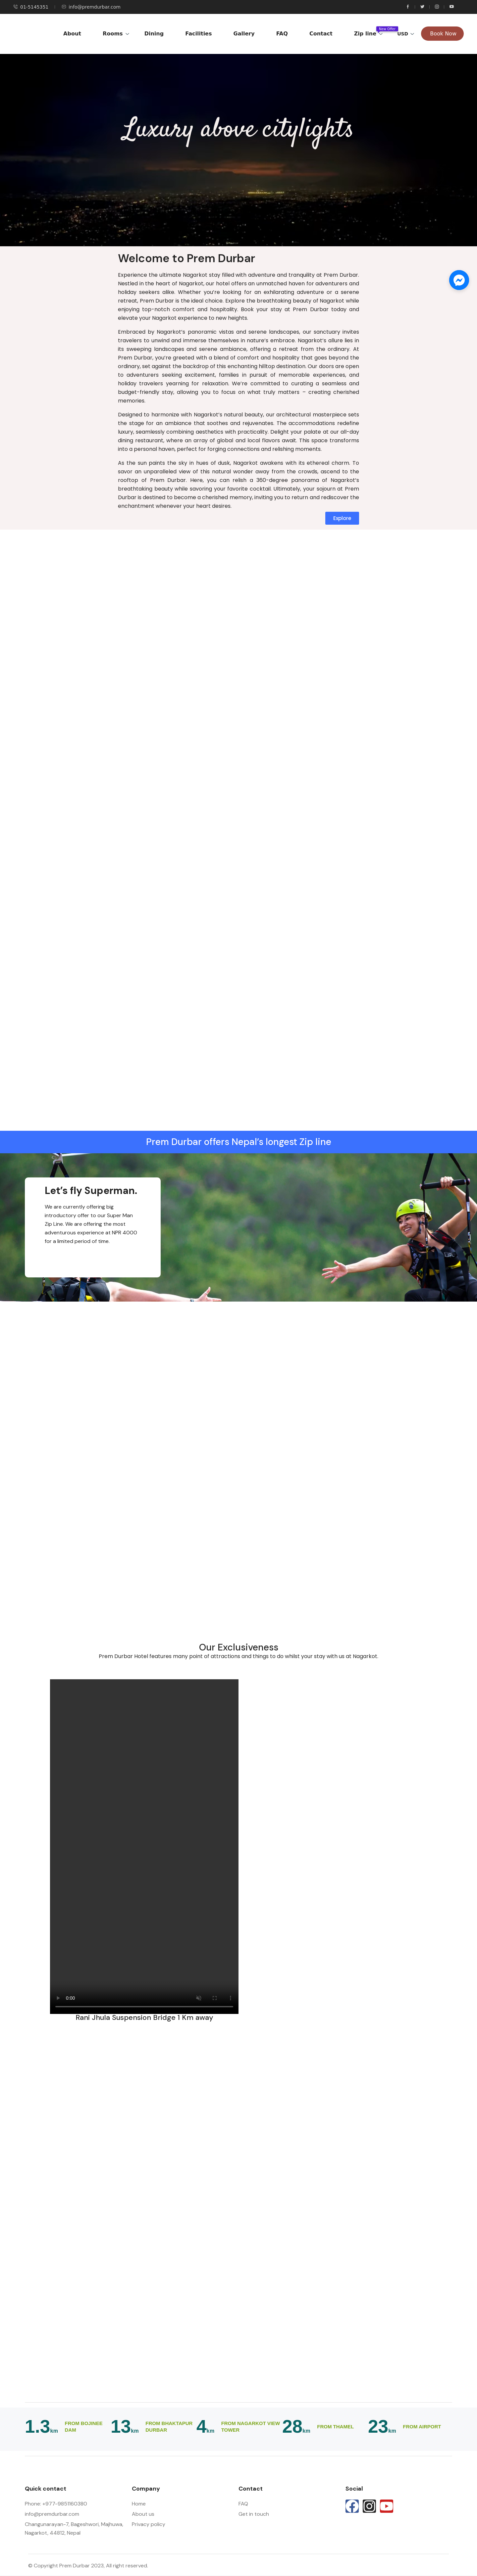 01-5145351 info@premdurbar.com
About Rooms Dining Facilities Gallery FAQ Contact Zip line New Offer USD Book Now
Luxury above citylights
Welcome to Prem Durbar
Experience the ultimate Nagarkot stay filled with adventure and tranquility at Prem Durbar.
Nestled in the heart of Nagarkot, our hotel offers an unmatched haven for adventurers and
holiday seekers alike. Whether you're looking for an exhilarating adventure or a serene
retreat, Prem Durbar is the ideal choice. Explore the breathtaking beauty of Nagarkot while
enjoying top-notch comfort and hospitality. Book your stay at Prem Durbar today and
elevate your Nagarkot experience to new heights.
Embraced by Nagarkot's panoramic vistas and serene landscapes, our sanctuary invites
travelers to unwind and immerse themselves in nature's embrace. Nagarkot's allure lies in
its sweeping landscapes and serene ambiance, offering a retreat from the ordinary. At
Prem Durbar, you're greeted with a blend of comfort and hospitality that goes beyond the
ordinary, set against the backdrop of this enchanting hilltop destination. Our doors are open
to adventurers seeking excitement, families in pursuit of memorable experiences, and
holiday travelers yearning for relaxation. We're committed to curating a seamless and
budget-friendly stay, allowing you to focus on what truly matters – creating cherished
memories.
Designed to harmonize with Nagarkot's natural beauty, our architectural masterpiece sets
the stage for an ambiance that soothes and rejuvenates. The accommodations redefine
luxury, seamlessly combining aesthetics with practicality. Delight your palate at our all-day
dining restaurant, where an array of global and local flavors await. This space transforms
into a personal haven, perfect for forging connections and relishing moments.
As the sun paints the sky in hues of dusk, Nagarkot awakens with its ethereal charm. To
savor an unparalleled view of this natural wonder away from the crowds, ascend to the
rooftop of Prem Durbar. Here, you can relish a 360-degree panorama of Nagarkot's
breathtaking beauty while savoring your favorite cocktail. Ultimately, your sojourn at Prem
Durbar is destined to become a cherished memory, inviting you to return and rediscover the
enchantment whenever your heart desires.
Explore
Prem Durbar offers Nepal's longest Zip line
Let's fly Superman.
We are currently offering big
introductory offer to our Super Man
Zip Line. We are offering the most
adventurous experience at NPR 4000
for a limited period of time.
Our Exclusiveness
Prem Durbar Hotel features many point of attractions and things to do whilst your stay with us at Nagarkot.
0:00
Rani Jhula Suspension Bridge 1 Km away
1.3km FROM BOJINEE DAM 13km FROM BHAKTAPUR DURBAR 4km FROM NAGARKOT VIEW TOWER 28km FROM THAMEL 23km FROM AIRPORT
Quick contact
Phone: +977-9851160380
info@premdurbar.com
Changunarayan-7, Bageshwori, Majhuwa,
Nagarkot, 44812, Nepal
Company
Home
About us
Privacy policy
Contact
FAQ
Get in touch
Social
© Copyright Prem Durbar 2023. All right reserved.